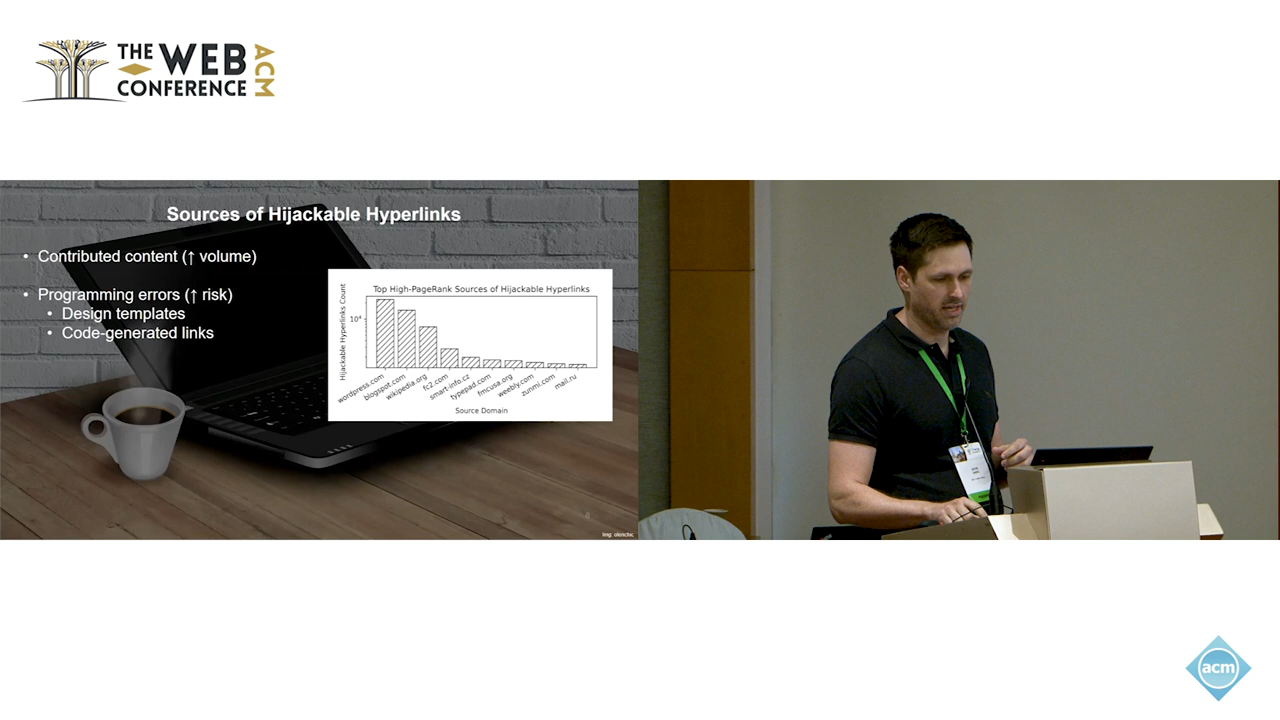 THE WEB
CONFERENCE
ACM
Sources of Hijackable Hyperlinks
• Contributed content (↑ volume)
• Programming errors (↑ risk)
• Design templates
• Code-generated links
Top High-PageRank Sources of Hijackable Hyperlinks
Hijackable Hyperlinks Count
10⁴
wordpress.com
blogspot.com
wikipedia.org
fc2.com
smart-info.cz
typepad.com
fmcusa.org
weebly.com
zunmi.com
mail.ru
Source Domain
acm